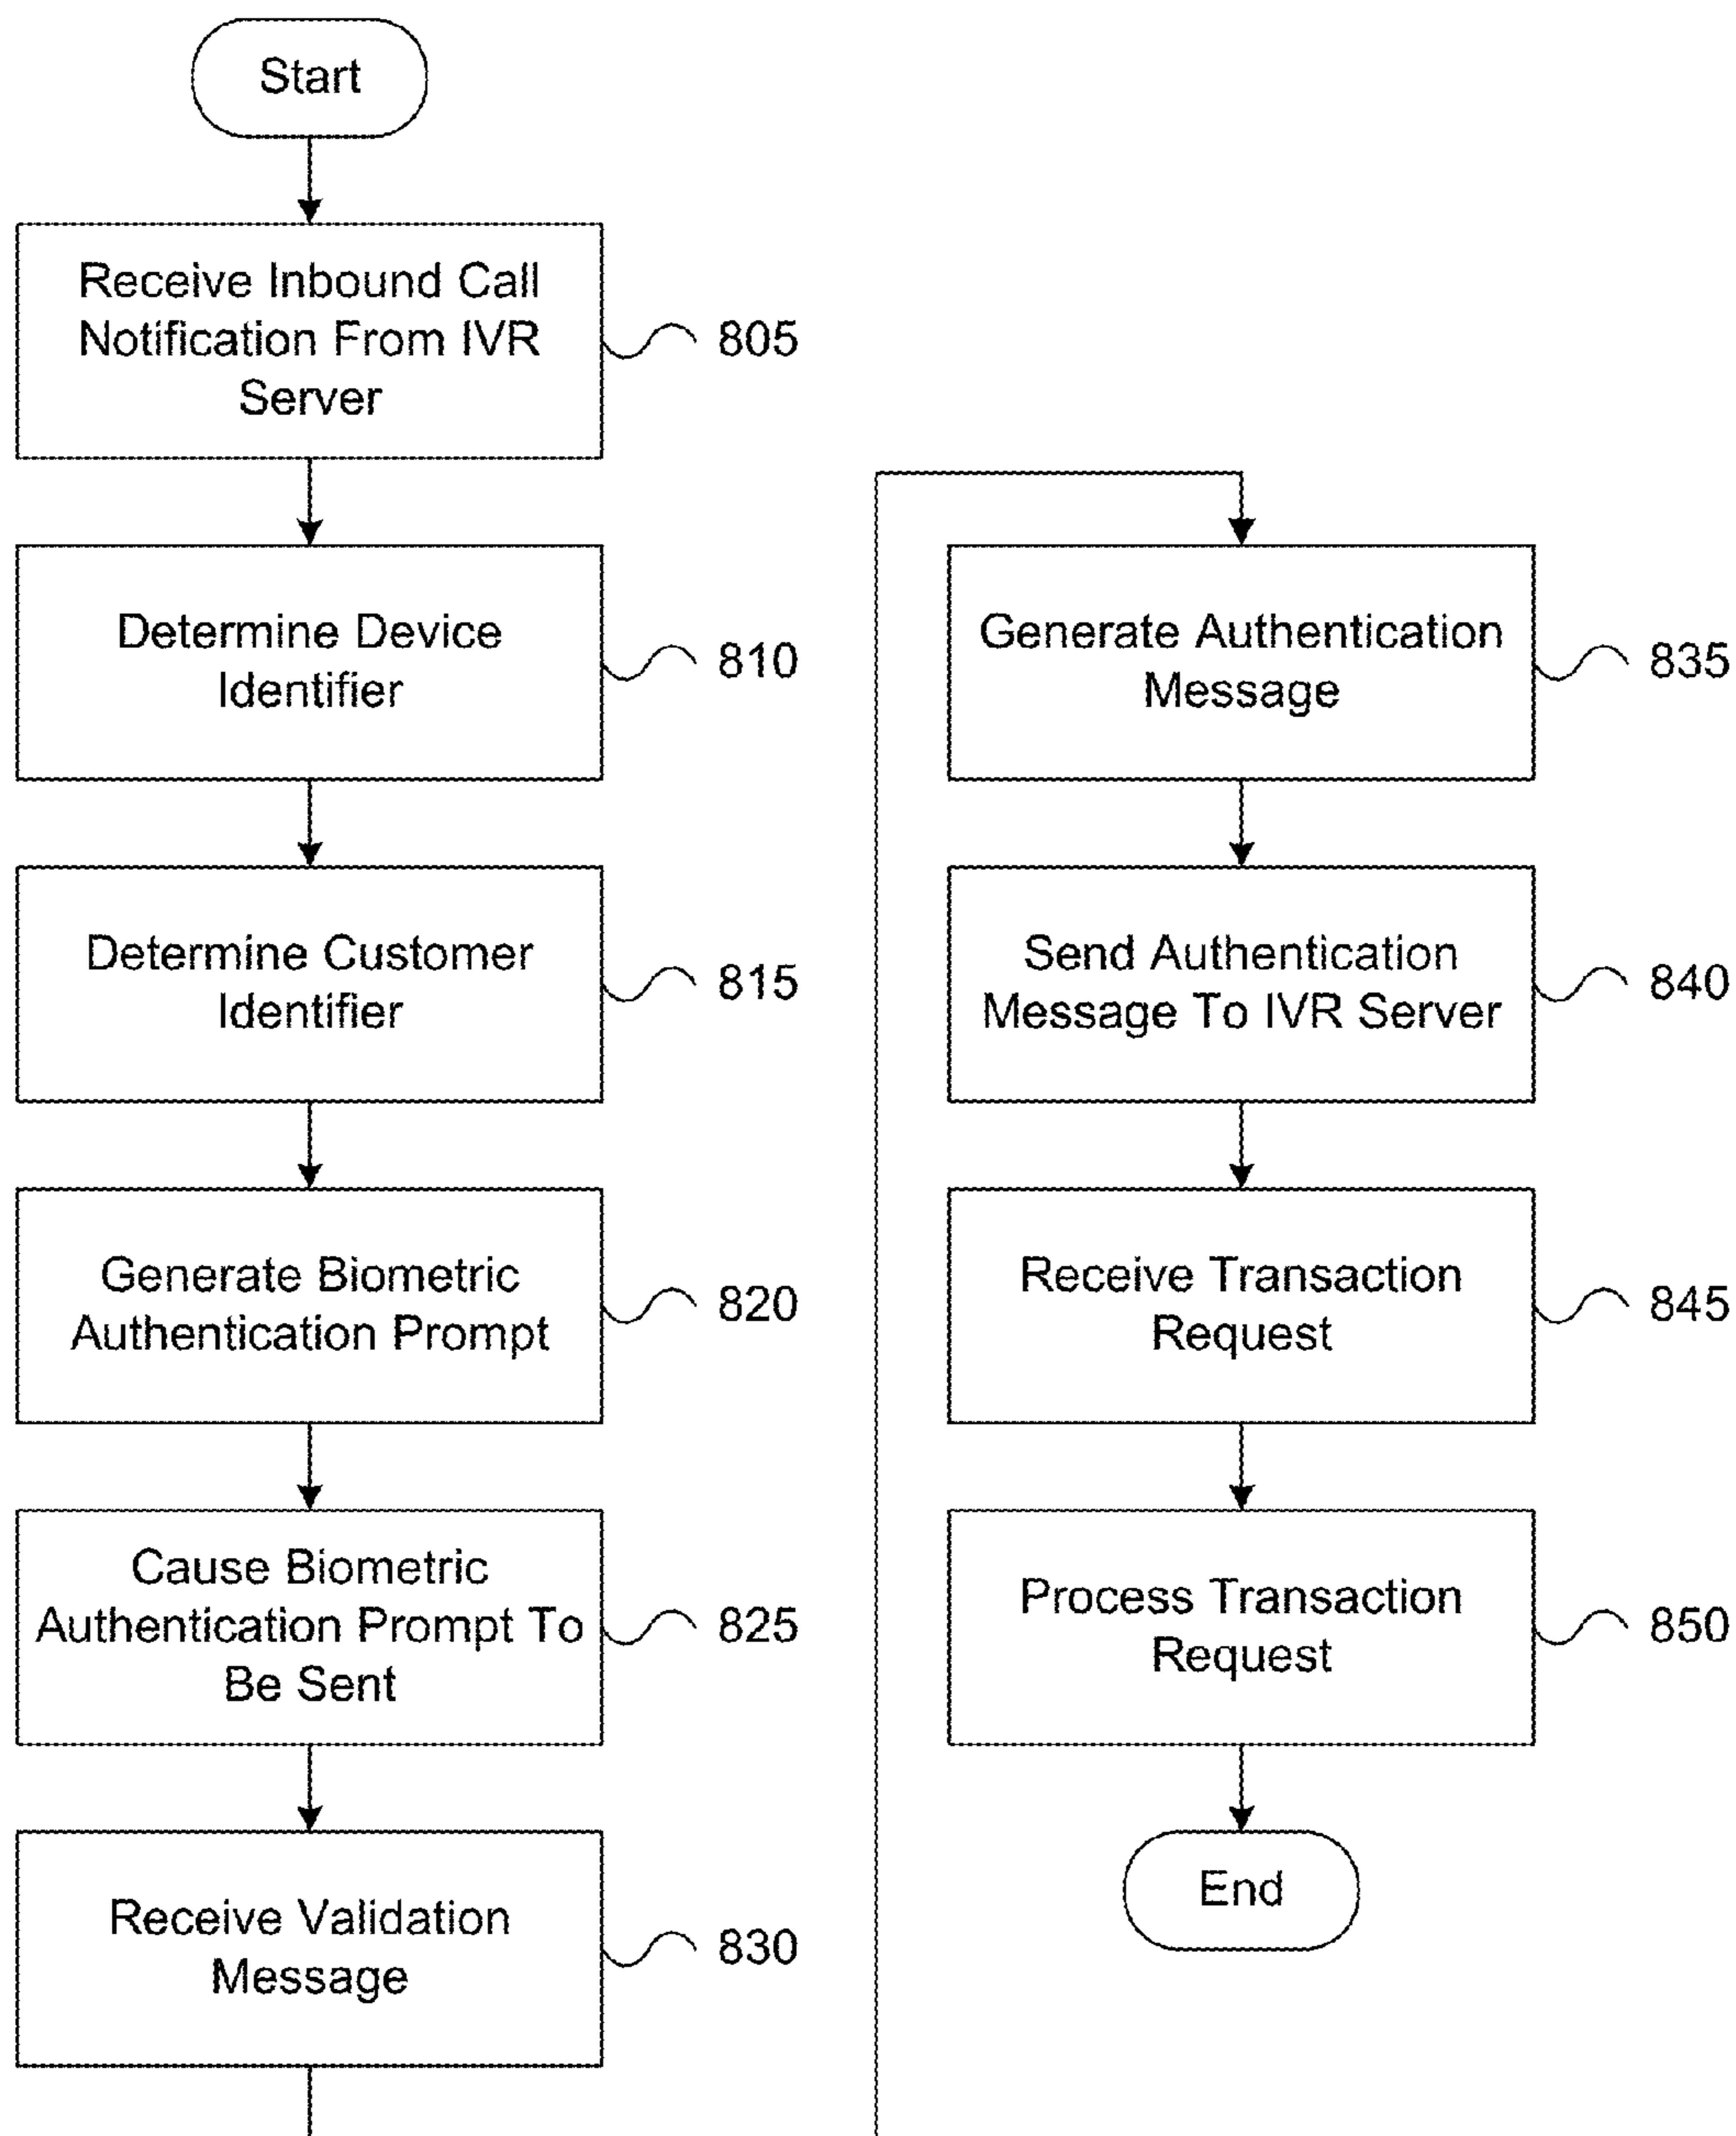 Start
Receive Inbound Call
Notification From IVR
Server
805
Determine Device
Identifier
810
Determine Customer
Identifier
815
Generate Biometric
Authentication Prompt
820
Cause Biometric
Authentication Prompt To
Be Sent
825
Receive Validation
Message
830
Generate Authentication
Message
835
Send Authentication
Message To IVR Server
840
Receive Transaction
Request
845
Process Transaction
Request
850
End